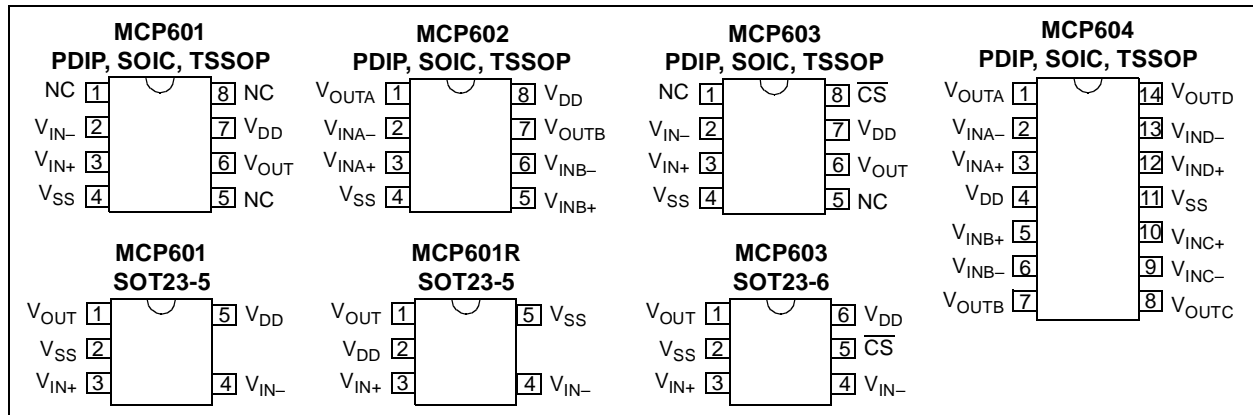 MCP601
PDIP, SOIC, TSSOP
NC 1 8 NC
VIN– 2 7 VDD
VIN+ 3 6 VOUT
VSS 4 5 NC
MCP602
PDIP, SOIC, TSSOP
VOUTA 1 8 VDD
VINA– 2 7 VOUTB
VINA+ 3 6 VINB–
VSS 4 5 VINB+
MCP603
PDIP, SOIC, TSSOP
NC 1 8 CS
VIN– 2 7 VDD
VIN+ 3 6 VOUT
VSS 4 5 NC
MCP604
PDIP, SOIC, TSSOP
VOUTA 1 14 VOUTD
VINA– 2 13 VIND–
VINA+ 3 12 VIND+
VDD 4 11 VSS
VINB+ 5 10 VINC+
VINB– 6 9 VINC–
VOUTB 7 8 VOUTC
MCP601
SOT23-5
VOUT 1 5 VDD
VSS 2
VIN+ 3 4 VIN–
MCP601R
SOT23-5
VOUT 1 5 VSS
VDD 2
VIN+ 3 4 VIN–
MCP603
SOT23-6
VOUT 1 6 VDD
VSS 2 5 CS
VIN+ 3 4 VIN–